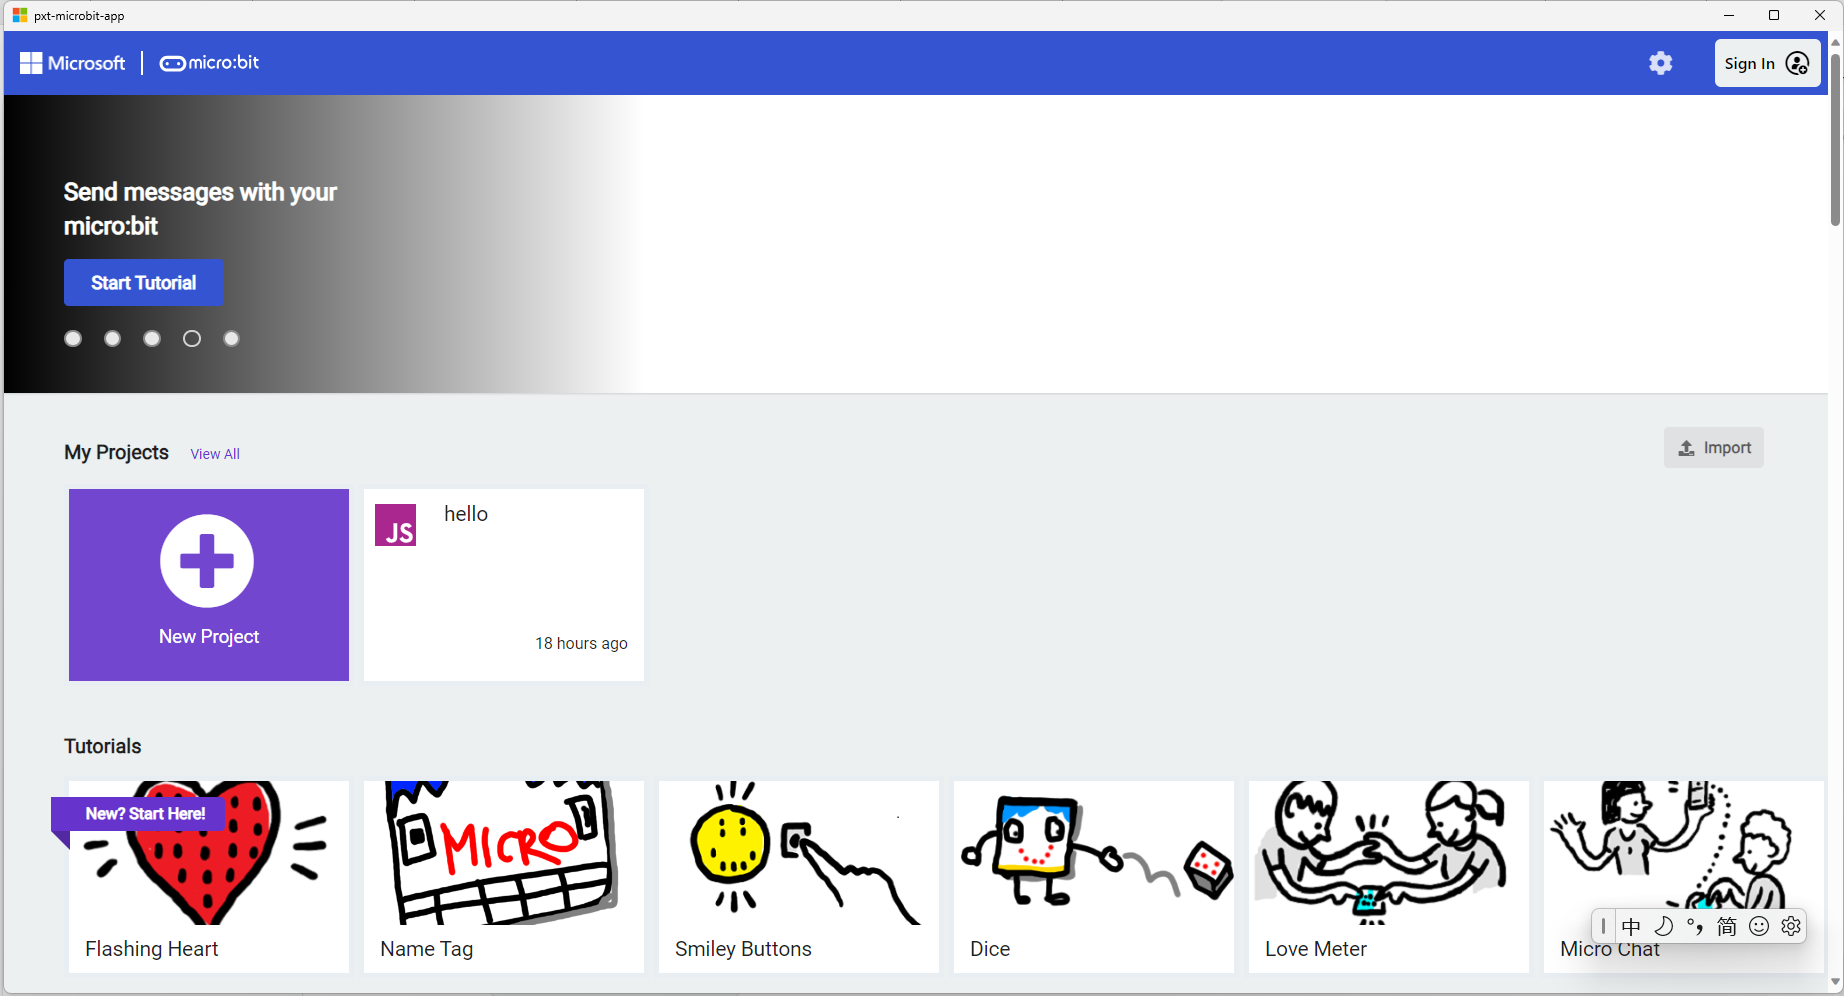 pxt-microbit-app
Microsoft
micro:bit
Sign In
Send messages with your
micro:bit
Start Tutorial
My Projects
View All
Import
JS
hello
New Project
18 hours ago
Tutorials
New? Start Here!
MICRO
Flashing Heart
Name Tag
Smiley Buttons
Dice
Love Meter
Micro Chat
中
简